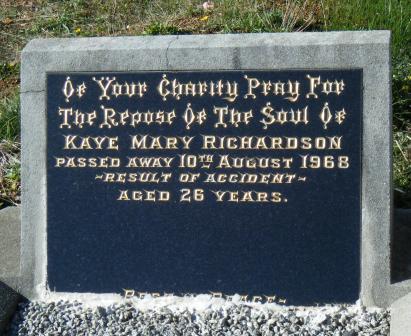 Of Your Charity Pray For
The Repose Of The Soul Of
KAYE MARY RICHARDSON
PASSED AWAY 10TH AUGUST 1968
~RESULT OF ACCIDENT~
AGED 26 YEARS.